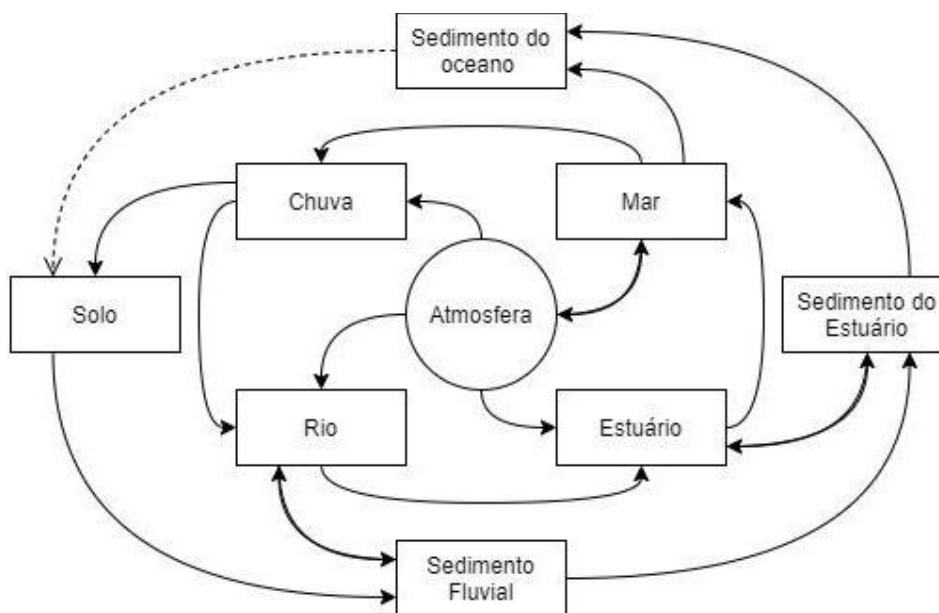 Sedimento do
oceano
Chuva
Mar
Solo
Atmosfera
Sedimento do
Estuário
Rio
Estuário
Sedimento
Fluvial